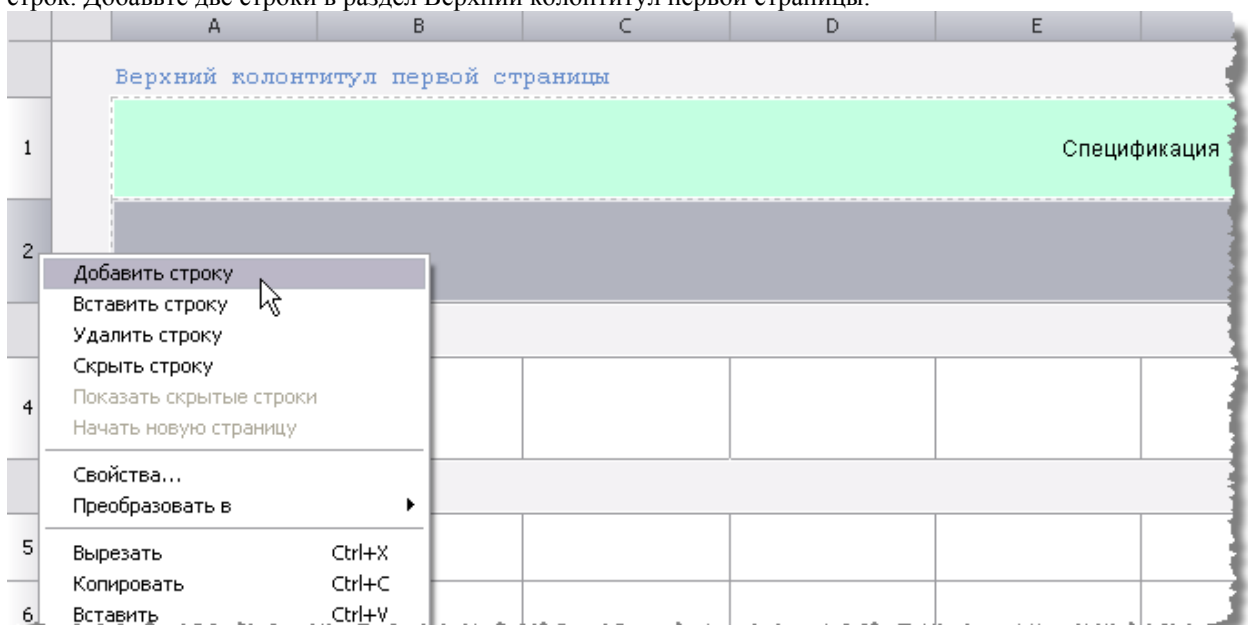 строк. Добавьте две строки в раздел Верхний колонтитул первой страницы.
A B C D E
Верхний колонтитул первой страницы
1 Спецификация
2
Добавить строку
Вставить строку
Удалить строку
Скрыть строку
Показать скрытые строки
4
Начать новую страницу
Свойства...
Преобразовать в
5
Вырезать Ctrl+X
Копировать Ctrl+C
6 Вставить Ctrl+V